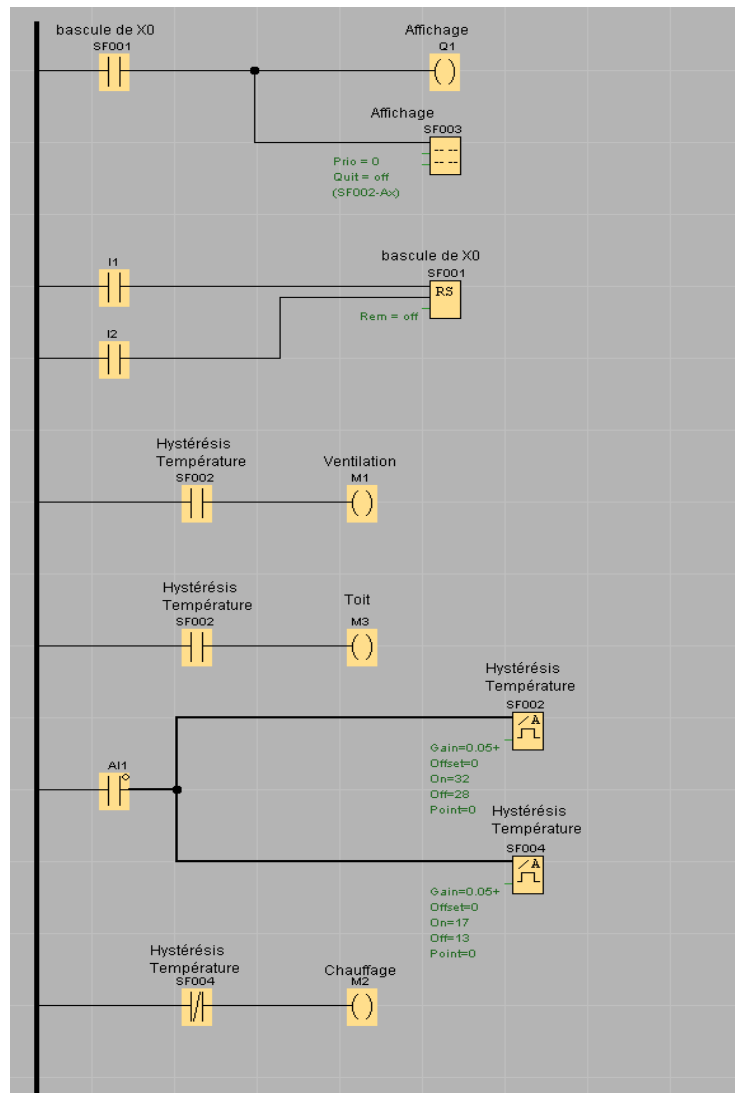 bascule de X0
SF001
Affichage
Q1
Affichage
SF003
Prio = 0
Quit = off
(SF002-Ax)
I1
bascule de X0
SF001
RS
Rem = off
I2
Hystérésis
Température
SF002
Ventilation
M1
Hystérésis
Température
SF002
Toit
M3
Hystérésis
Température
SF002
/A
Gain=0.05+
Offset=0
On=32
Off=28
Point=0
AI1
Hystérésis
Température
SF004
/A
Gain=0.05+
Offset=0
On=17
Off=13
Point=0
Hystérésis
Température
SF004
Chauffage
M2